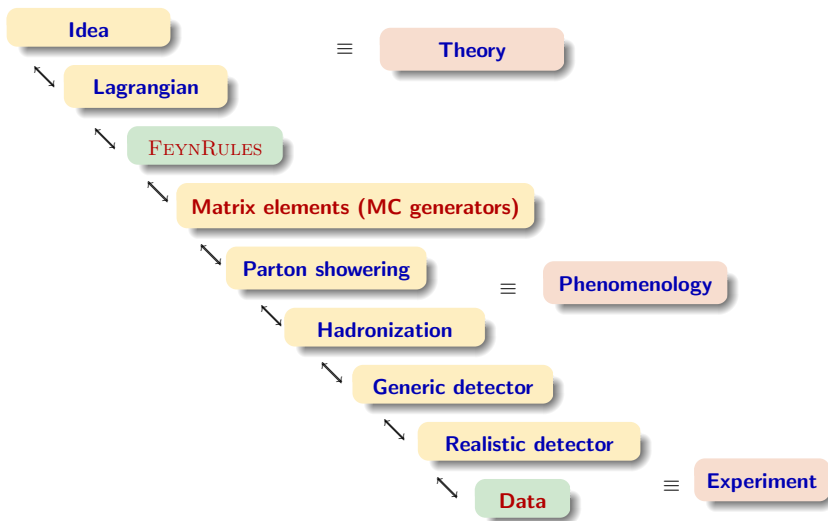 Idea
≡ Theory
Lagrangian
FEYNRULES
Matrix elements (MC generators)
Parton showering
≡ Phenomenology
Hadronization
Generic detector
Realistic detector
Data
≡ Experiment